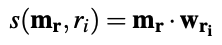 s(𝐦𝐫, rᵢ) = 𝐦𝐫 · 𝐰𝐫ᵢ